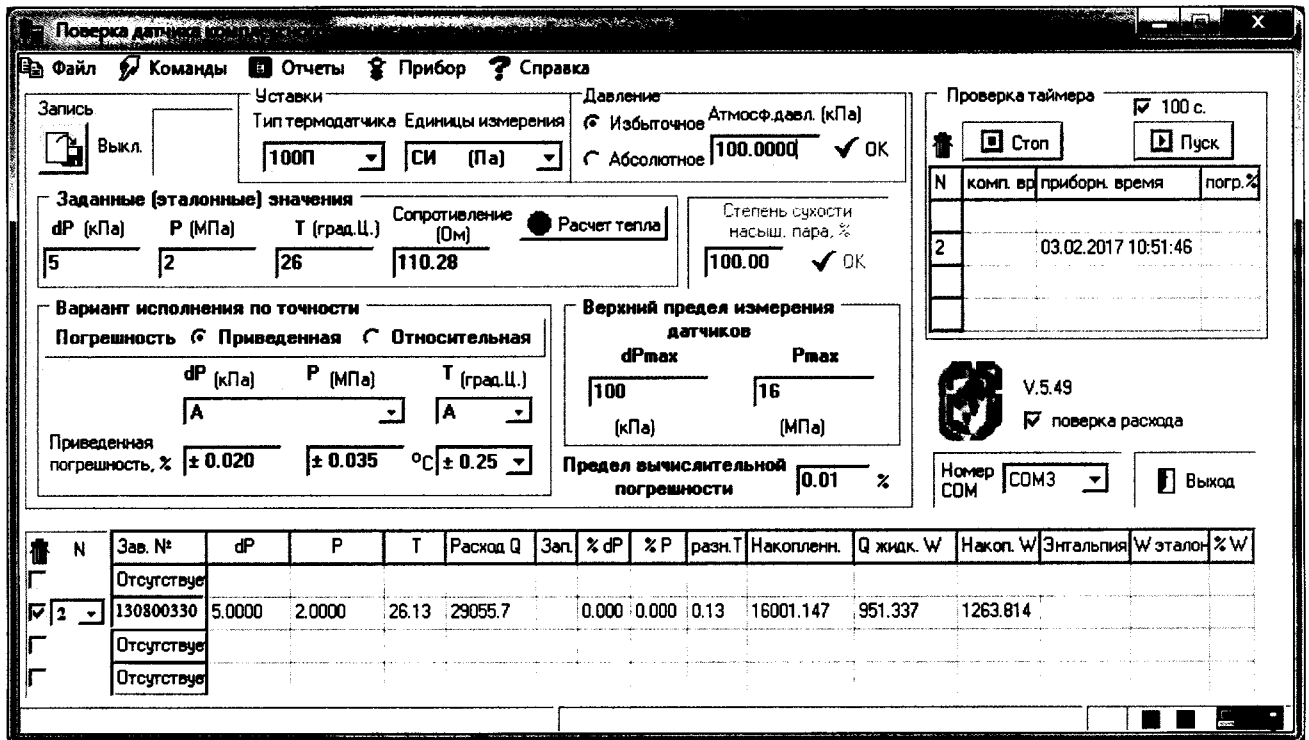 Поверка датчика
Файл Команды Отчеты Прибор Справка
Запись
Выкл.
Уставки
Тип термодатчика Единицы измерения
100П СИ (Па)
Давление
Избыточное
Абсолютное
Атмосф.давл. (кПа)
100.0000 OK
Проверка таймера
100 с.
Стоп Пуск
N комп. вр приборн. время погр.%
2 03.02.2017 10:51:46
Заданные (эталонные) значения
dP (кПа) P (МПа) T (град.Ц.) Сопротивление (Ом) Расчет тепла
5 2 26 110.28
Степень сухости
насыщ. пара, %
100.00 OK
Вариант исполнения по точности
Погрешность Приведенная Относительная
dP (кПа) P (МПа) T (град.Ц.)
A A
Приведенная
погрешность, % ± 0.020 ± 0.035 °C ± 0.25
Верхний предел измерения
датчиков
dPmax Pmax
100 16
(кПа) (МПа)
Предел вычислительной
погрешности 0.01 %
V.5.49
поверка расхода
Номер
COM COM3 Выход
N Зав. № dP P T Расход Q Зап. % dP % P разн.T Накопленн. Q жидк. W Накоп. W Энтальпия W эталон % W
Отсутствуе
2 130800330 5.0000 2.0000 26.13 29055.7 0.000 0.000 0.13 16001.147 951.337 1263.814
Отсутствуе
Отсутствуе